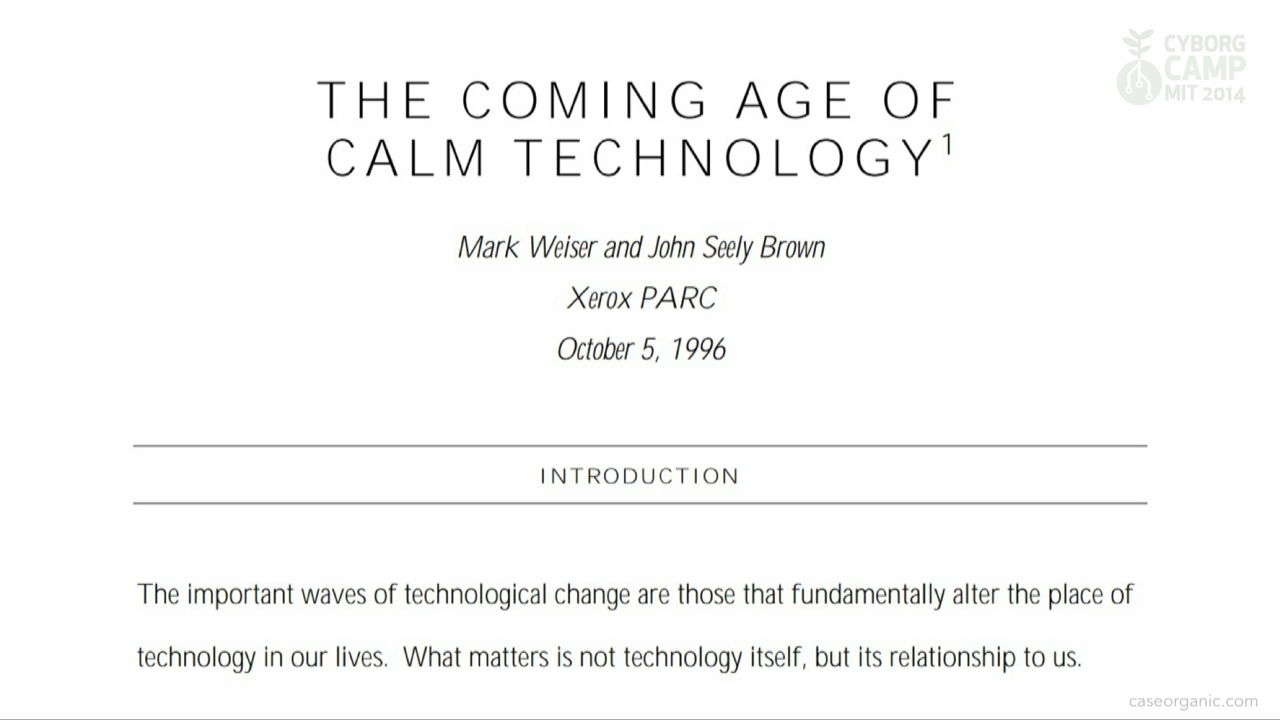 CYBORG
CAMP
MIT 2014
THE COMING AGE OF
CALM TECHNOLOGY¹
Mark Weiser and John Seely Brown
Xerox PARC
October 5, 1996
INTRODUCTION
The important waves of technological change are those that fundamentally alter the place of
technology in our lives.  What matters is not technology itself, but its relationship to us.
caseorganic.com